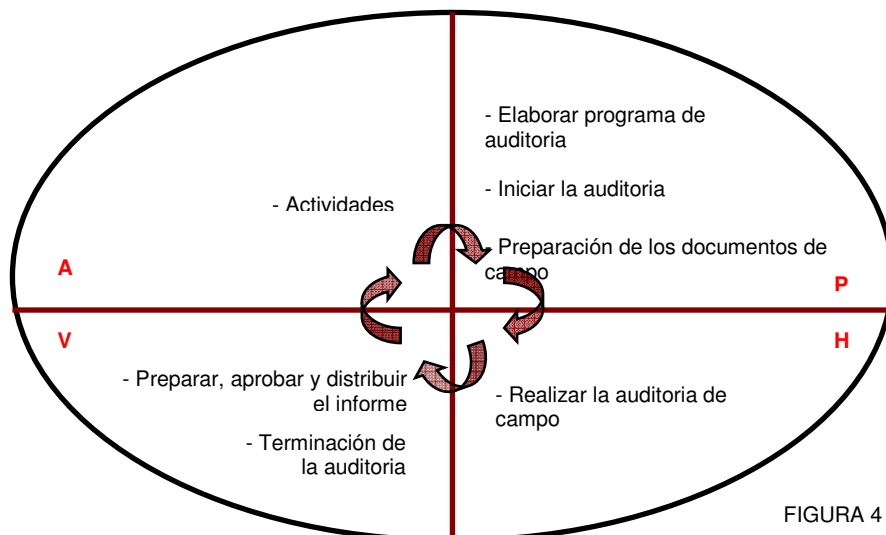 - Elaborar programa de
auditoria
- Iniciar la auditoria
- Actividades
- Preparación de los documentos de
campo
A
P
V
H
- Preparar, aprobar y distribuir
el informe
- Realizar la auditoria de
campo
- Terminación de
la auditoria
FIGURA 4